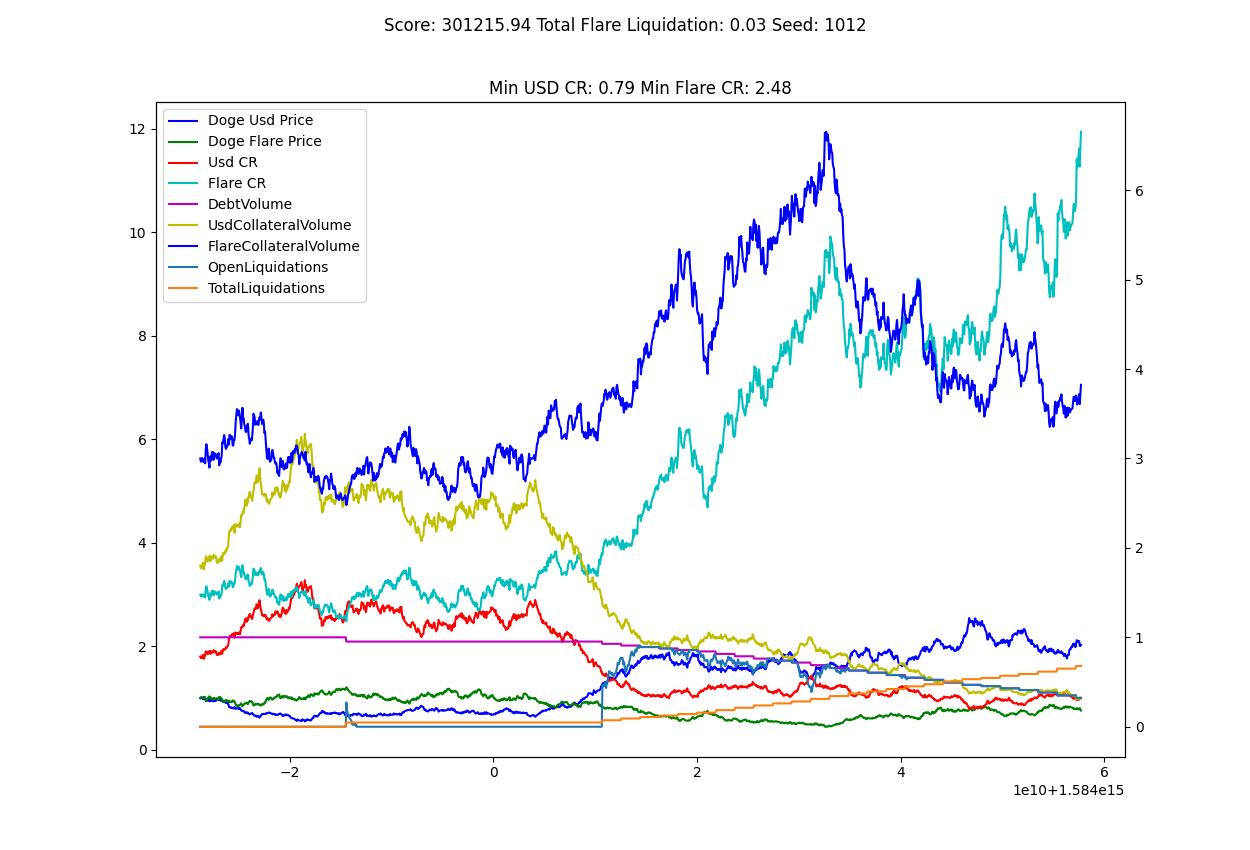 Score: 301215.94 Total Flare Liquidation: 0.03 Seed: 1012
Min USD CR: 0.79 Min Flare CR: 2.48
Doge Usd Price
Doge Flare Price
Usd CR
Flare CR
DebtVolume
UsdCollateralVolume
FlareCollateralVolume
OpenLiquidations
TotalLiquidations
12
10
8
6
4
2
0
6
5
4
3
2
1
0
−2
0
2
4
6
1e10+1.584e15